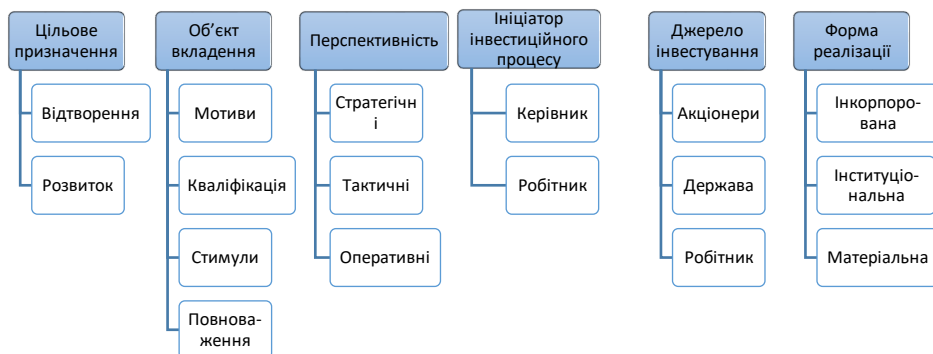 Цільове
призначення
Відтворення
Розвиток
Об’єкт
вкладення
Мотиви
Кваліфікація
Стимули
Повнова-
ження
Перспективність
Стратегічн
і
Тактичні
Оперативні
Ініціатор
інвестиційного
процесу
Керівник
Робітник
Джерело
інвестування
Акціонери
Держава
Робітник
Форма
реалізації
Інкорпоро-
вана
Інституціо-
нальна
Матеріальна